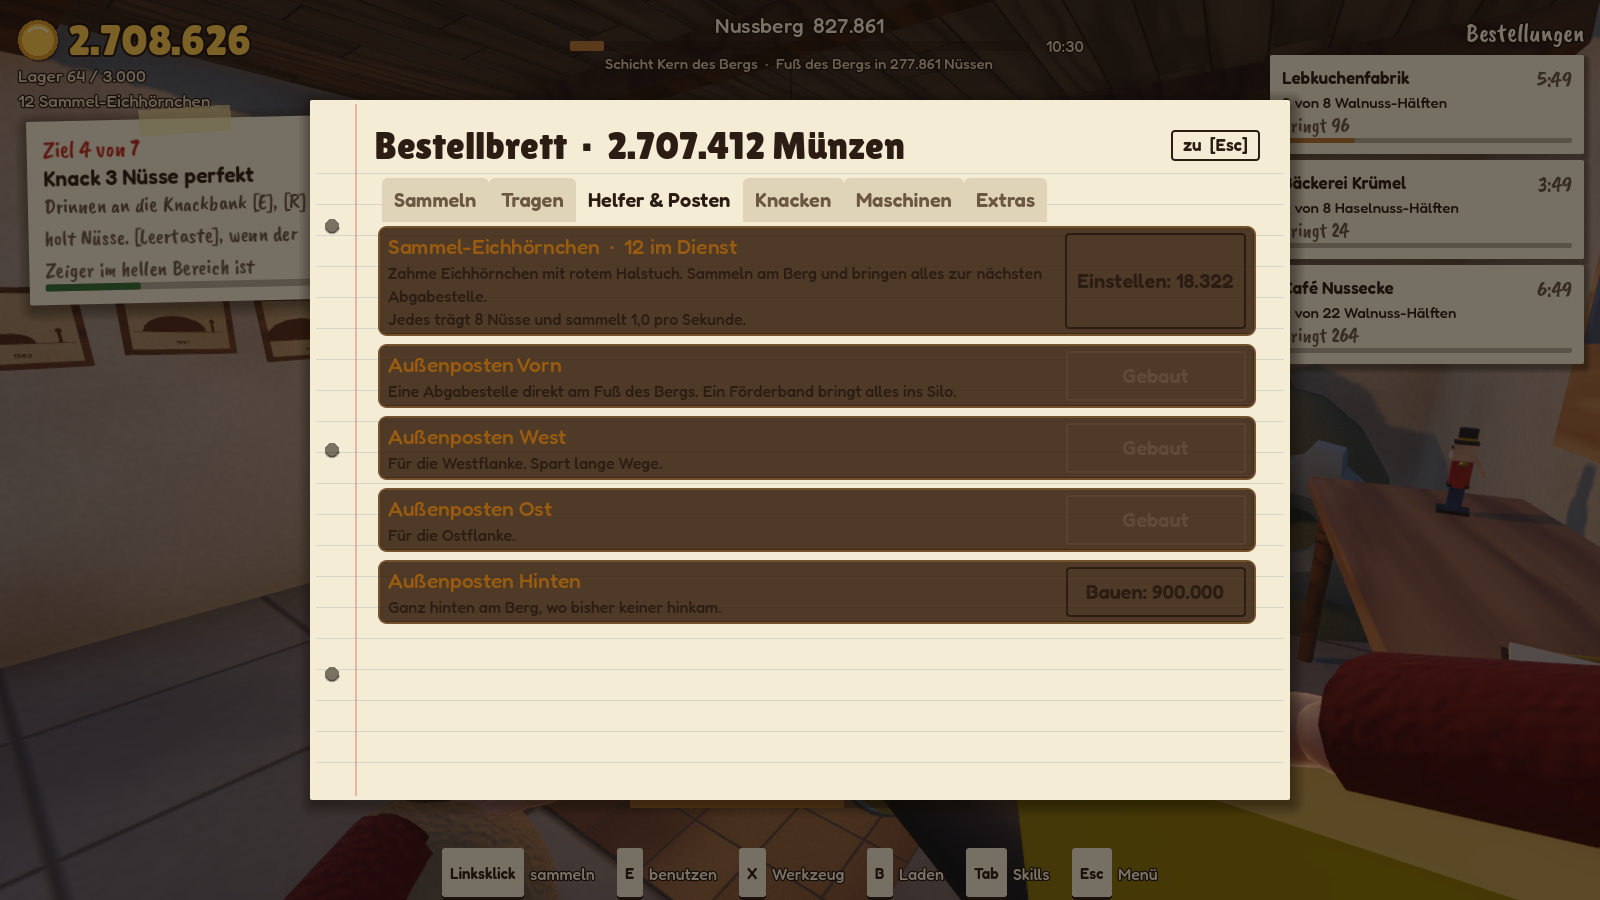 2.708.626
Lager 64 / 3.000
12 Sammel-Eichhörnchen
Nussberg 827.861
10:30
Schicht Kern des Bergs · Fuß des Bergs in 277.861 Nüssen
Bestellungen
Lebkuchenfabrik 5:49
von 8 Walnuss-Hälften
ringt 96
Bäckerei Krümel 3:49
von 8 Haselnuss-Hälften
ringt 24
Café Nussecke 6:49
von 22 Walnuss-Hälften
ringt 264
Ziel 4 von 7
Knack 3 Nüsse perfekt
Drinnen an die Knackbank [E], [R]
holt Nüsse. [Leertaste], wenn der
Zeiger im hellen Bereich ist
Bestellbrett · 2.707.412 Münzen
zu [Esc]
Sammeln Tragen Helfer & Posten Knacken Maschinen Extras
Sammel-Eichhörnchen · 12 im Dienst
Zahme Eichhörnchen mit rotem Halstuch. Sammeln am Berg und bringen alles zur nächsten
Abgabestelle.
Jedes trägt 8 Nüsse und sammelt 1,0 pro Sekunde.
Einstellen: 18.322
Außenposten Vorn
Eine Abgabestelle direkt am Fuß des Bergs. Ein Förderband bringt alles ins Silo.
Gebaut
Außenposten West
Für die Westflanke. Spart lange Wege.
Gebaut
Außenposten Ost
Für die Ostflanke.
Gebaut
Außenposten Hinten
Ganz hinten am Berg, wo bisher keiner hinkam.
Bauen: 900.000
Linksklick sammeln E benutzen X Werkzeug B Laden Tab Skills Esc Menü